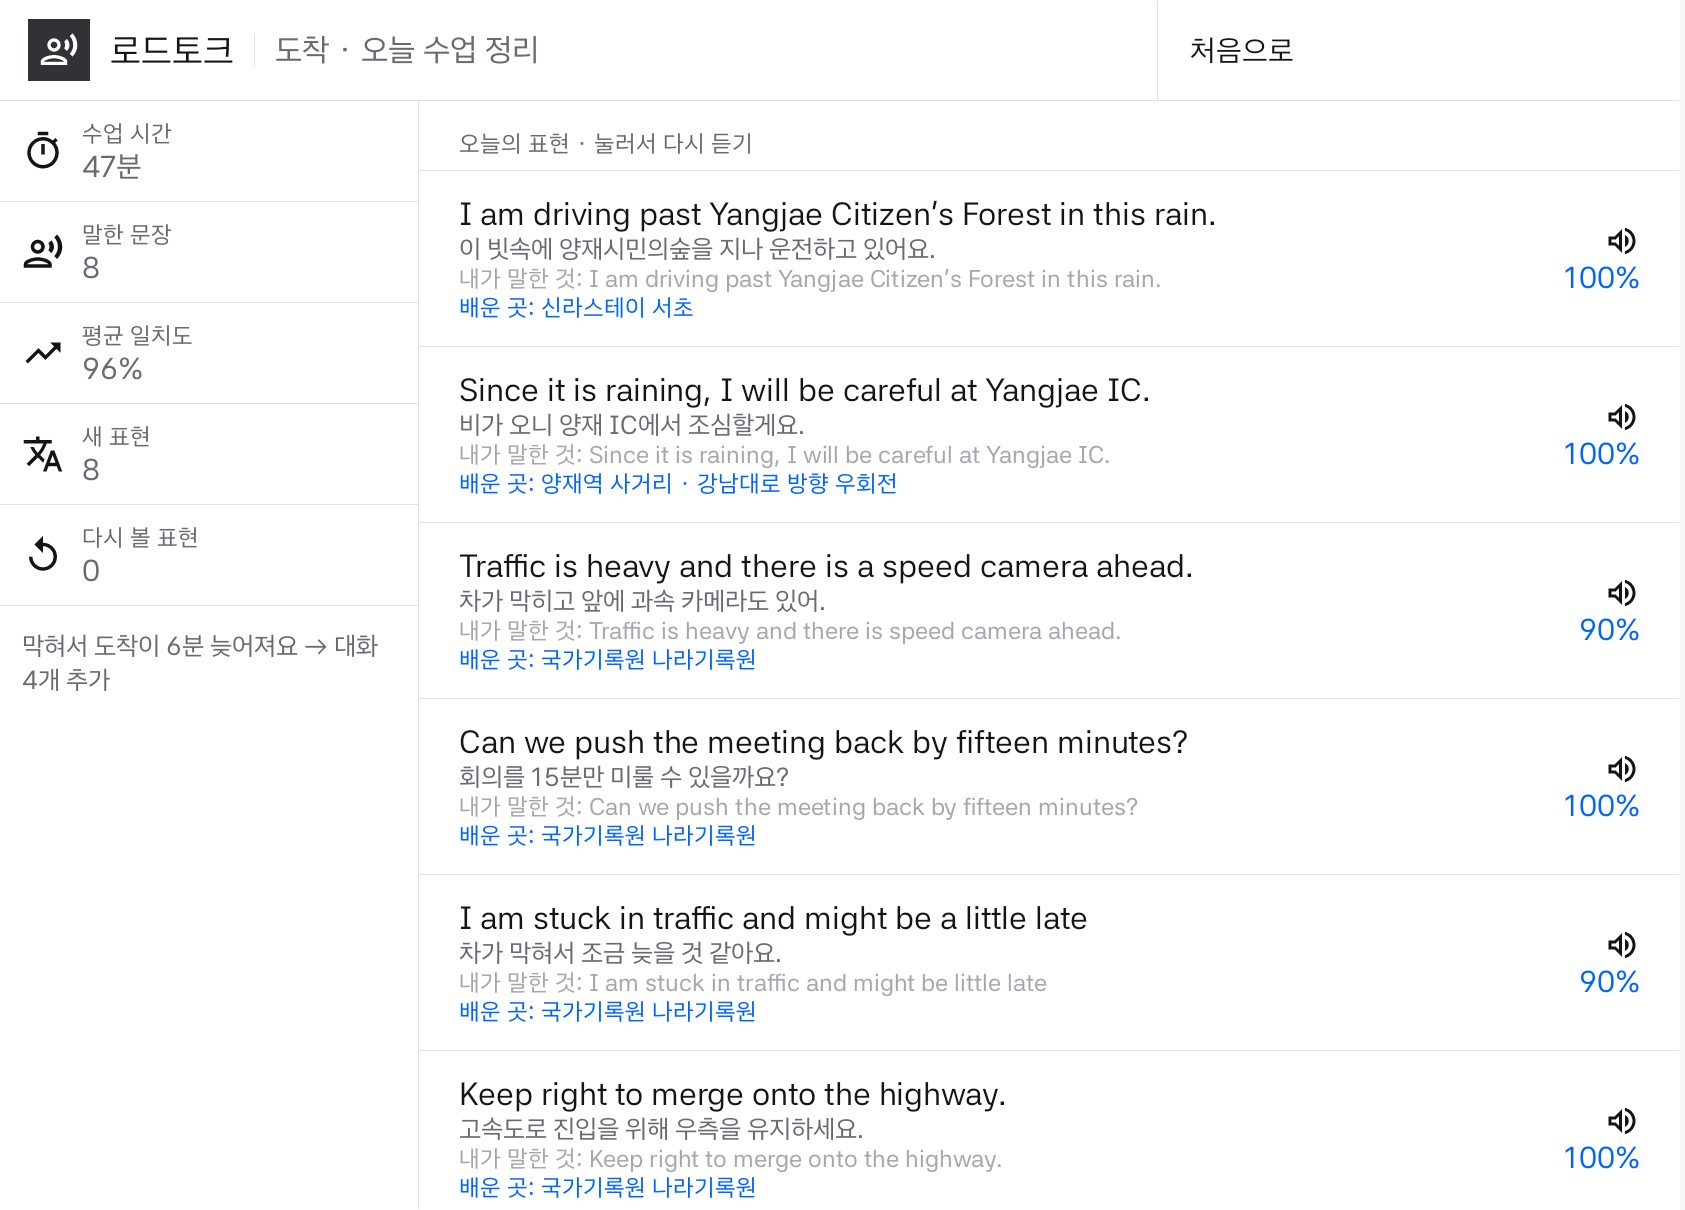 로드토크
도착 · 오늘 수업 정리
처음으로
수업 시간
47분
말한 문장
8
평균 일치도
96%
새 표현
8
다시 볼 표현
0
막혀서 도착이 6분 늦어져요 → 대화
4개 추가
오늘의 표현 · 눌러서 다시 듣기
I am driving past Yangjae Citizen’s Forest in this rain.
이 빗속에 양재시민의숲을 지나 운전하고 있어요.
내가 말한 것: I am driving past Yangjae Citizen’s Forest in this rain.
배운 곳: 신라스테이 서초
100%
Since it is raining, I will be careful at Yangjae IC.
비가 오니 양재 IC에서 조심할게요.
내가 말한 것: Since it is raining, I will be careful at Yangjae IC.
배운 곳: 양재역 사거리 · 강남대로 방향 우회전
100%
Traffic is heavy and there is a speed camera ahead.
차가 막히고 앞에 과속 카메라도 있어.
내가 말한 것: Traffic is heavy and there is speed camera ahead.
배운 곳: 국가기록원 나라기록원
90%
Can we push the meeting back by fifteen minutes?
회의를 15분만 미룰 수 있을까요?
내가 말한 것: Can we push the meeting back by fifteen minutes?
배운 곳: 국가기록원 나라기록원
100%
I am stuck in traffic and might be a little late
차가 막혀서 조금 늦을 것 같아요.
내가 말한 것: I am stuck in traffic and might be little late
배운 곳: 국가기록원 나라기록원
90%
Keep right to merge onto the highway.
고속도로 진입을 위해 우측을 유지하세요.
내가 말한 것: Keep right to merge onto the highway.
배운 곳: 국가기록원 나라기록원
100%